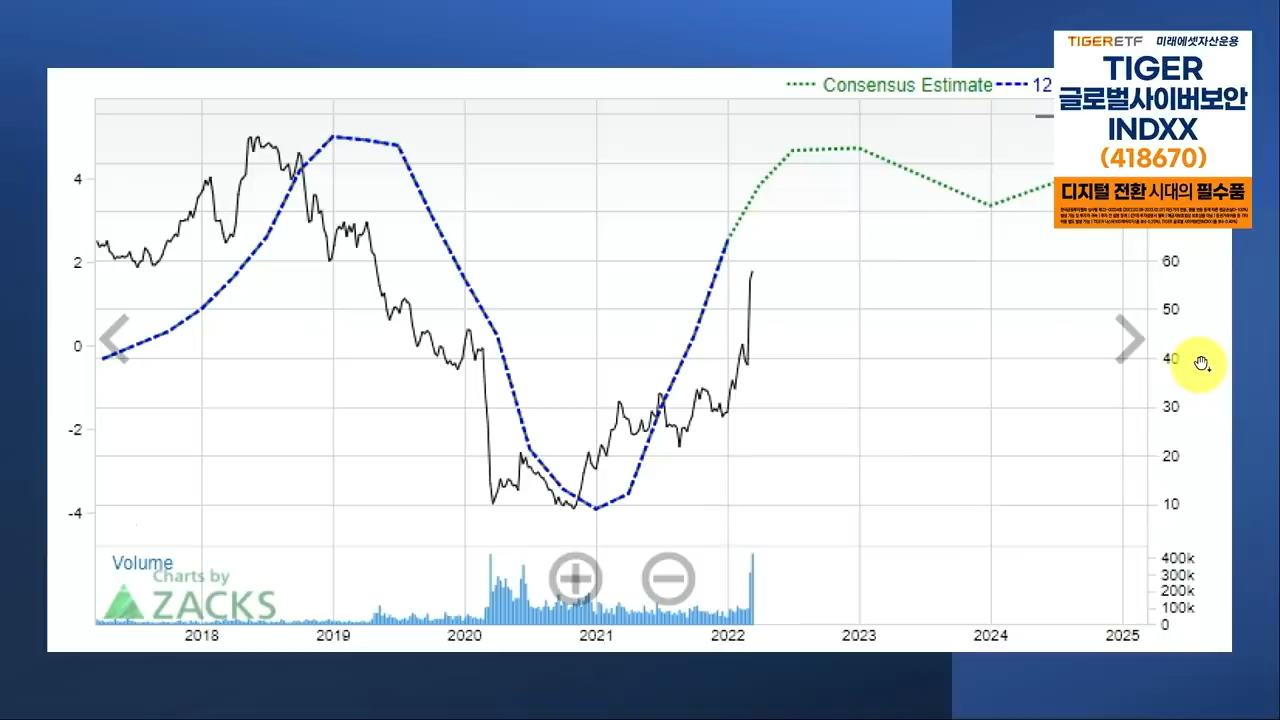 TIGERETF 미래에셋자산운용
TIGER
글로벌사이버보안
INDXX
(418670)
디지털 전환 시대의 필수품
Consensus Estimate 12
4
2
0
-2
-4
60
50
40
30
20
10
Volume
Charts by
ZACKS
400k
300k
200k
100k
0
2018 2019 2020 2021 2022 2023 2024 2025